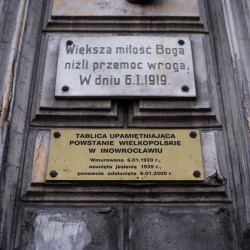 Większa miłość Boga
niźli przemoc wroga.
W dniu 6.I.1919.
TABLICA UPAMIĘTNIAJĄCA
POWSTANIE WIELKOPOLSKIE
W INOWROCŁAWIU
Wmurowana 6.01.1920 r.,
usunięta jesienią 1939 r.,
ponownie odsłonięta 6.01.2000 r.